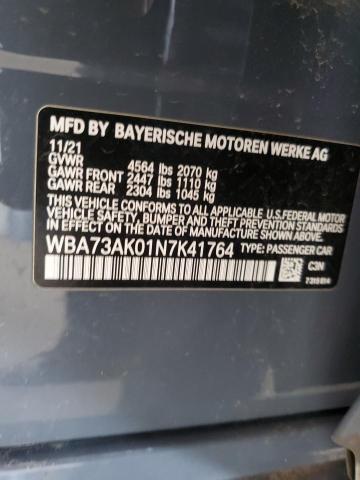 MFD BY BAYERISCHE MOTOREN WERKE AG
11/21
GVWR 4564 lbs 2070 kg
GAWR FRONT 2447 lbs 1110 kg
GAWR REAR 2304 lbs 1045 kg
THIS VEHICLE CONFORMS TO ALL APPLICABLE U.S. FEDERAL MOTOR
VEHICLE SAFETY, BUMPER, AND THEFT PREVENTION STANDARDS IN EFFECT
ON THE DATE OF MANUFACTURE SHOWN ABOVE.
WBA73AK01N7K41764 TYPE: PASSENGER CAR
C3N